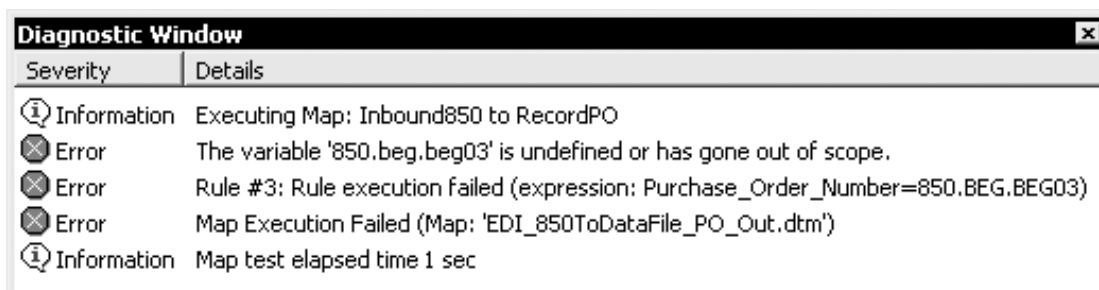 Diagnostic Window
Severity Details
Information Executing Map: Inbound850 to RecordPO
Error The variable '850.beg.beg03' is undefined or has gone out of scope.
Error Rule #3: Rule execution failed (expression: Purchase_Order_Number=850.BEG.BEG03)
Error Map Execution Failed (Map: 'EDI_850ToDataFile_PO_Out.dtm')
Information Map test elapsed time 1 sec